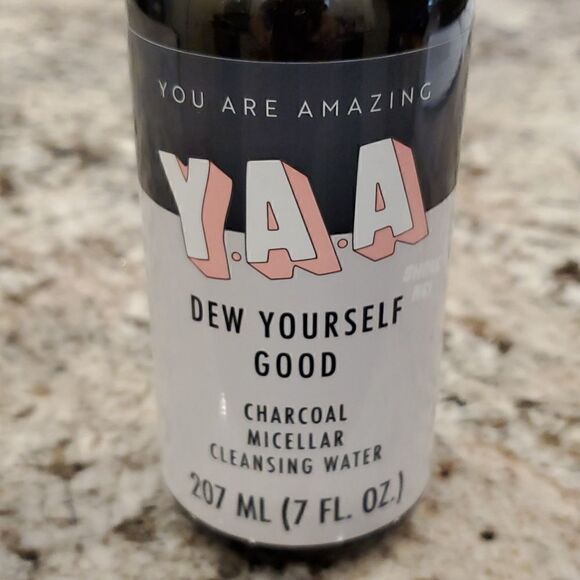 YOU ARE AMAZING
Y.A.A
DEW YOURSELF
GOOD
CHARCOAL
MICELLAR
CLEANSING WATER
207 ML (7 FL. OZ.)